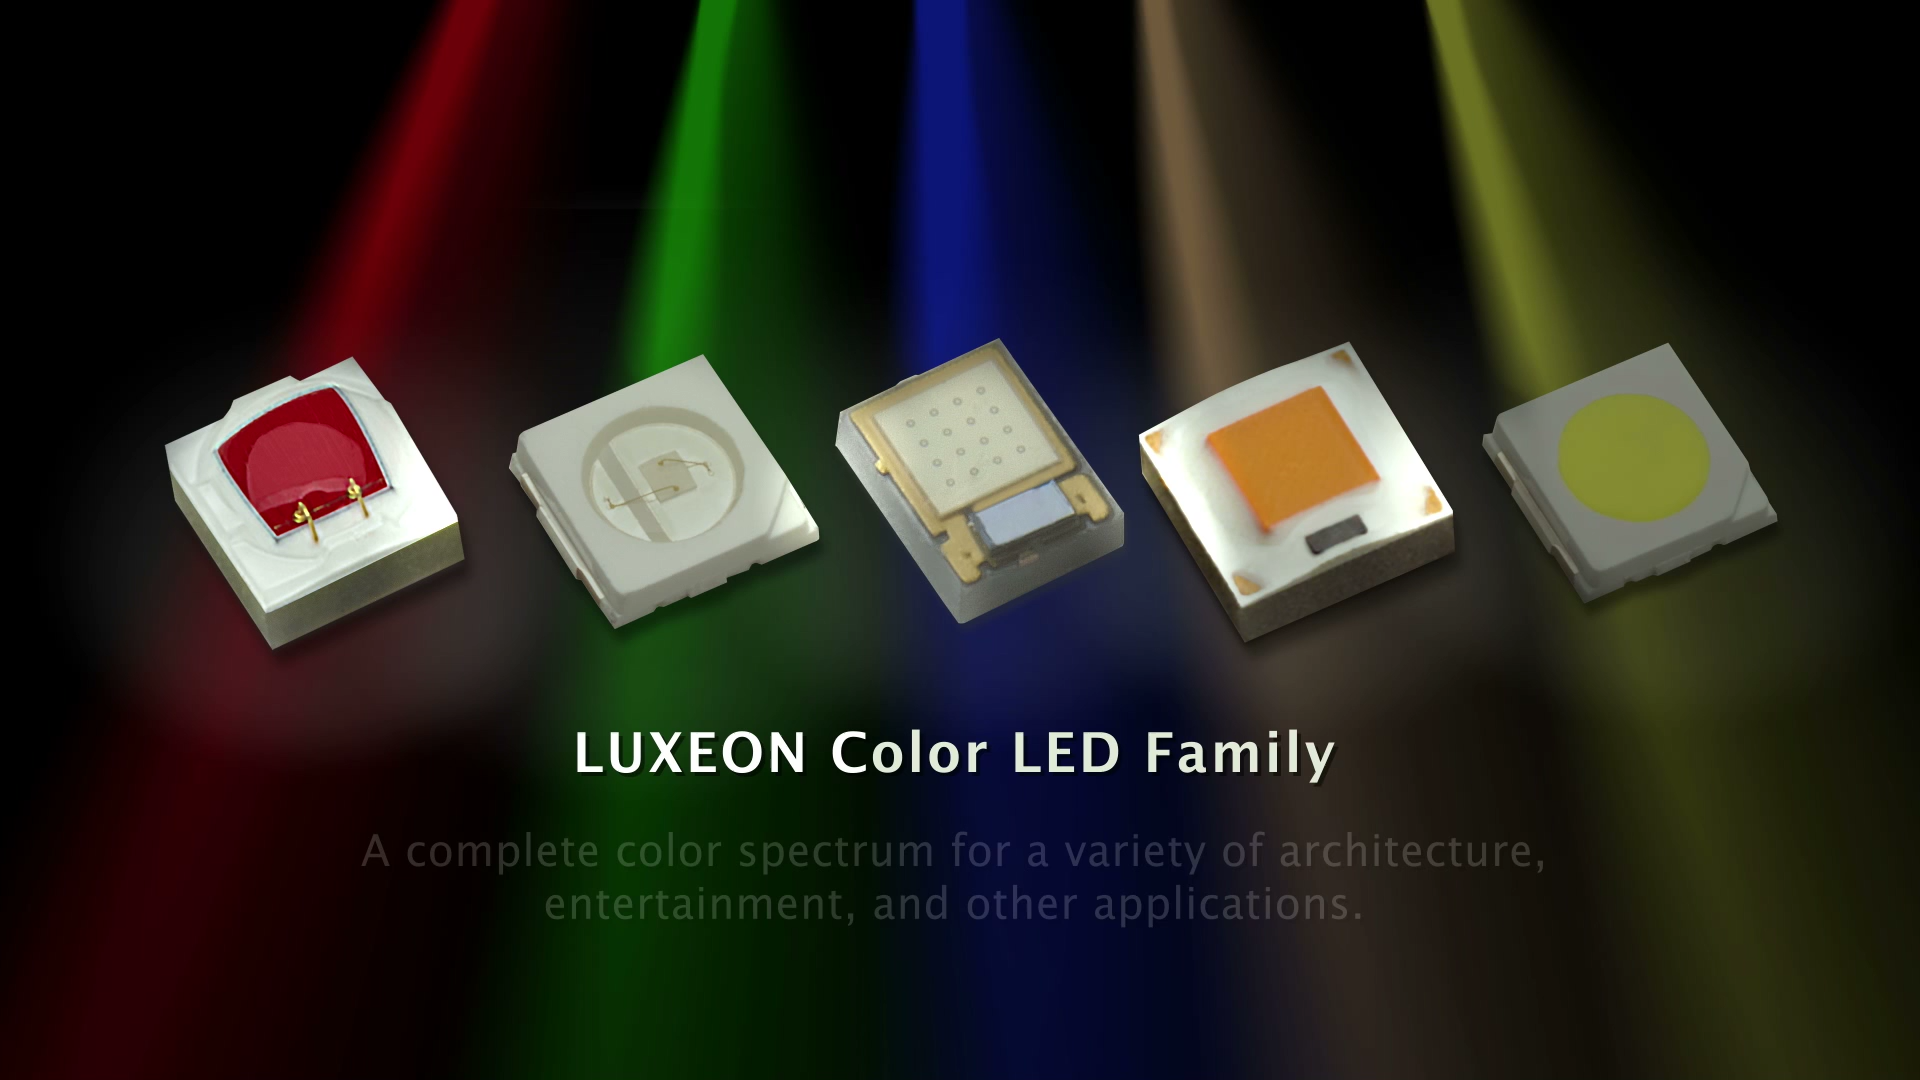 LUXEON Color LED Family
A complete color spectrum for a variety of architecture,
entertainment, and other applications.